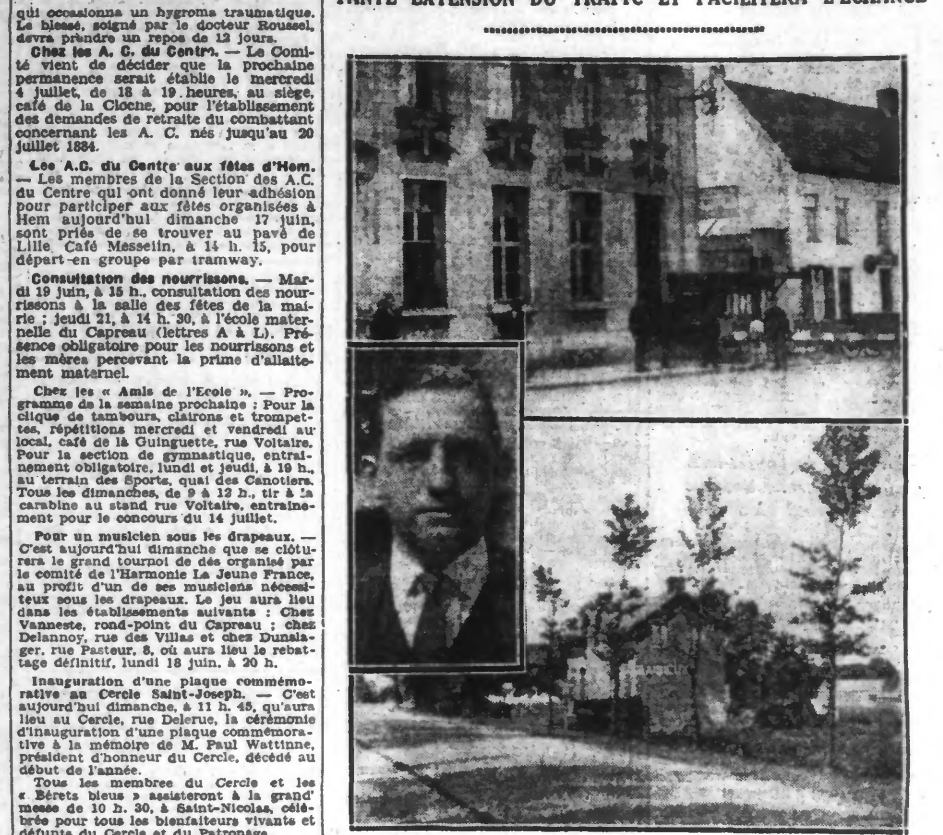 qui occasionna un hygroma traumatique.
Le blessé, soigné par le docteur Roussel,
devra prendre un repos de 12 jours.
Chez les A. C. du Centre. — Le Comi-
té vient de décider que la prochaine
permanence serait établie le mercredi
4 juillet, de 18 à 19 heures, au siège,
café de la Cloche, pour l'établissement
des demandes de retraite du combattant
concernant les A. C. nés jusqu'au 20
juillet 1884.
Les A.C. du Centre aux fêtes d'Hem.
— Les membres de la Section des A.C.
du Centre qui ont donné leur adhésion
pour participer aux fêtes organisées à
Hem aujourd'hui dimanche 17 juin,
sont priés de se trouver au pavé de
Lille, Café Messelin, à 14 h. 15, pour
départ en groupe par tramway.
Consultation des nourrissons. — Mar-
di 19 juin, à 15 h., consultation des nour-
rissons à la salle des fêtes de la mai-
rie ; jeudi 21, à 14 h. 30, à l'école mater-
nelle du Capreau (lettres A à L). Pré-
sence obligatoire pour les nourrissons et
les mères percevant la prime d'allaite-
ment maternel.
Chez les « Amis de l'Ecole ». — Pro-
gramme de la semaine prochaine : Pour la
clique de tambours, clairons et trompet-
tes, répétitions mercredi et vendredi au
local, café de la Guinguette, rue Voltaire.
Pour la section de gymnastique, entraî-
nement obligatoire, lundi et jeudi, à 19 h.,
au terrain des Sports, quai des Canotiers.
Tous les dimanches, de 9 à 12 h., tir à la
carabine au stand rue Voltaire, entraîne-
ment pour le concours du 14 juillet.
Pour un musicien sous les drapeaux. —
C'est aujourd'hui dimanche que se clôtu-
rera le grand tournoi de dés organisé par
le comité de l'Harmonie La Jeune France,
au profit d'un de ses musiciens nécessi-
teux sous les drapeaux. Le jeu aura lieu
dans les établissements suivants : Chez
Vanneste, rond-point du Capreau ; chez
Delannoy, rue des Villas et chez Dunsla-
ger, rue Pasteur, 8, où aura lieu le rebat-
tage définitif, lundi 18 juin, à 20 h.
Inauguration d'une plaque commémo-
rative au Cercle Saint-Joseph. — C'est
aujourd'hui dimanche, à 11 h. 45, qu'aura
lieu au Cercle, rue Delerue, la cérémonie
d'inauguration d'une plaque commémora-
tive à la mémoire de M. Paul Wattinne,
président d'honneur du Cercle, décédé au
début de l'année.
Tous les membres du Cercle et les
« Bérets bleus » assisteront à la grand'
messe de 10 h. 30, à Saint-Nicolas, célé-
brée pour tous les bienfaiteurs vivants et
défunts du Cercle et du Patronage.
EXTENSION DU TRAFIC ET FACILITERA L'ÉCHANGE